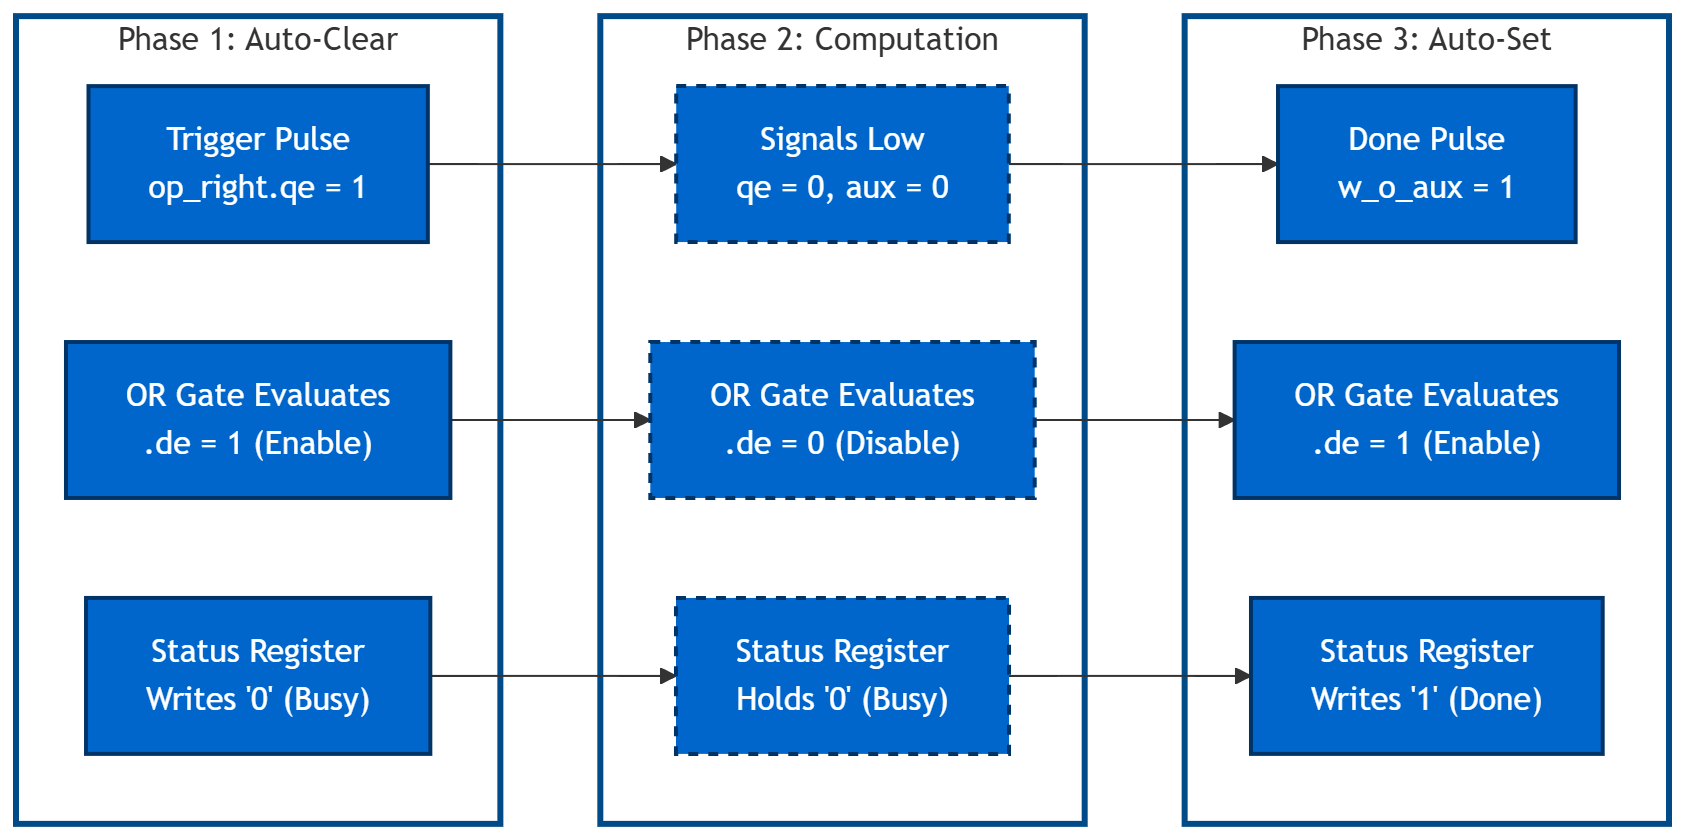 Phase 1: Auto-Clear
Trigger Pulse
op_right.qe = 1
OR Gate Evaluates
.de = 1 (Enable)
Status Register
Writes '0' (Busy)
Phase 2: Computation
Signals Low
qe = 0, aux = 0
OR Gate Evaluates
.de = 0 (Disable)
Status Register
Holds '0' (Busy)
Phase 3: Auto-Set
Done Pulse
w_o_aux = 1
OR Gate Evaluates
.de = 1 (Enable)
Status Register
Writes '1' (Done)